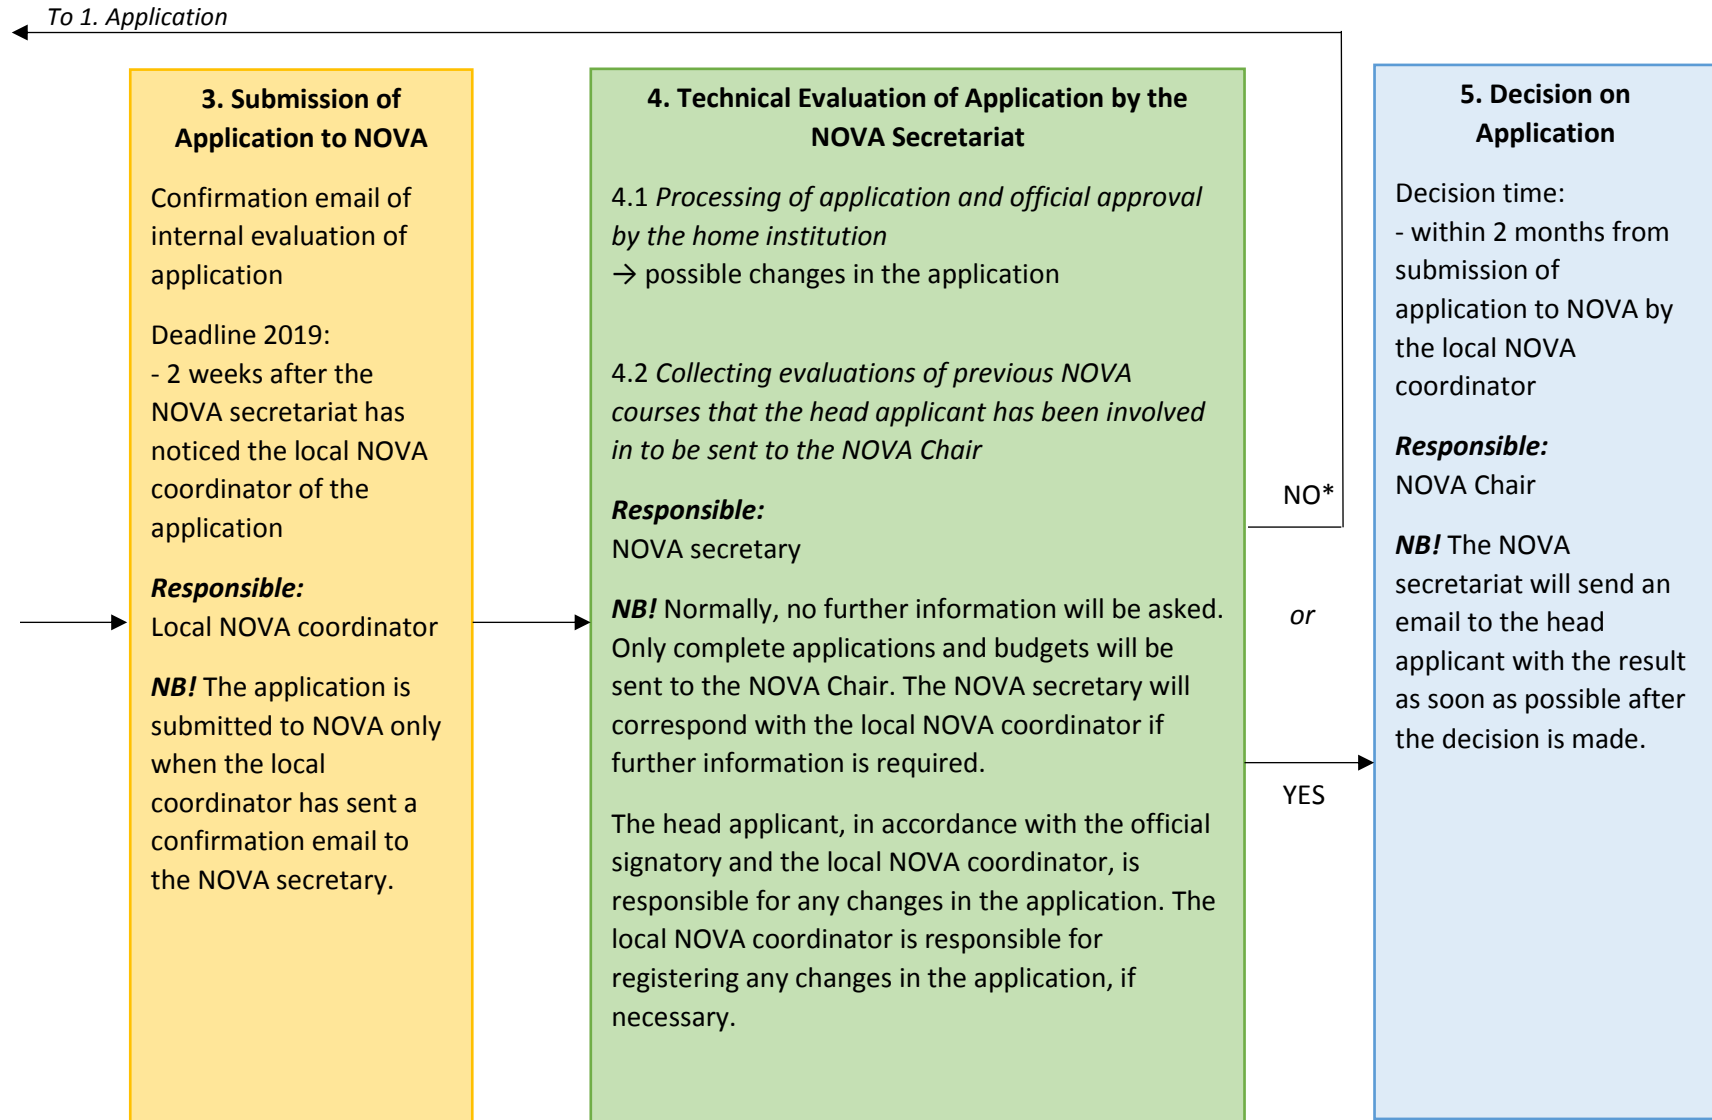 To 1. Application
3. Submission of
Application to NOVA
Confirmation email of
internal evaluation of
application
Deadline 2019:
- 2 weeks after the
NOVA secretariat has
noticed the local NOVA
coordinator of the
application
Responsible:
Local NOVA coordinator
NB! The application is
submitted to NOVA only
when the local
coordinator has sent a
confirmation email to
the NOVA secretary.
4. Technical Evaluation of Application by the
NOVA Secretariat
4.1 Processing of application and official approval
by the home institution
→ possible changes in the application
4.2 Collecting evaluations of previous NOVA
courses that the head applicant has been involved
in to be sent to the NOVA Chair
Responsible:
NOVA secretary
NB! Normally, no further information will be asked.
Only complete applications and budgets will be
sent to the NOVA Chair. The NOVA secretary will
correspond with the local NOVA coordinator if
further information is required.
The head applicant, in accordance with the official
signatory and the local NOVA coordinator, is
responsible for any changes in the application. The
local NOVA coordinator is responsible for
registering any changes in the application, if
necessary.
NO*
or
YES
5. Decision on
Application
Decision time:
- within 2 months from
submission of
application to NOVA by
the local NOVA
coordinator
Responsible:
NOVA Chair
NB! The NOVA
secretariat will send an
email to the head
applicant with the result
as soon as possible after
the decision is made.